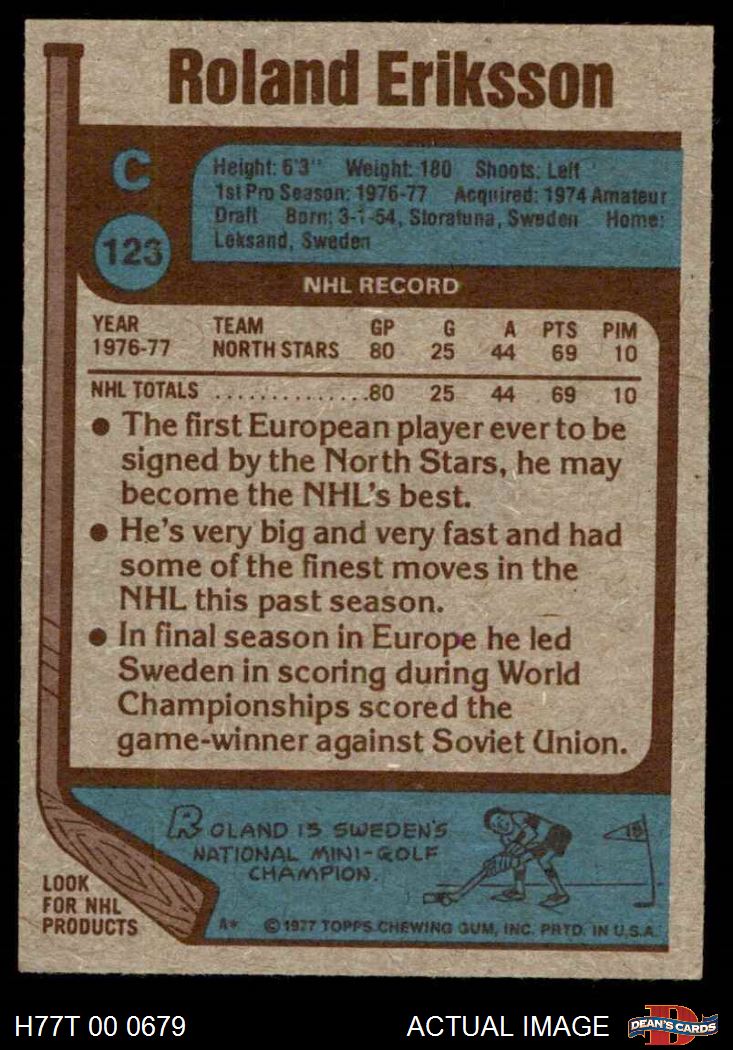 Roland Eriksson
C
Height: 6'3" Weight: 180 Shoots: Left
1st Pro Season: 1976-77 Acquired: 1974 Amateur
Draft Born: 3-1-54, Storatuna, Sweden Home:
Leksand, Sweden
123
NHL RECORD
YEAR TEAM GP G A PTS PIM
1976-77 NORTH STARS 80 25 44 69 10
NHL TOTALS ..............80 25 44 69 10
● The first European player ever to be
signed by the North Stars, he may
become the NHL's best.
● He's very big and very fast and had
some of the finest moves in the
NHL this past season.
● In final season in Europe he led
Sweden in scoring during World
Championships scored the
game-winner against Soviet Union.
ROLAND IS SWEDEN'S
NATIONAL MINI-GOLF
CHAMPION.
18
LOOK
FOR NHL
PRODUCTS
A* © 1977 TOPPS CHEWING GUM, INC. PRTD. IN U.S.A.
H77T 00 0679 ACTUAL IMAGE DEAN'S CARDS